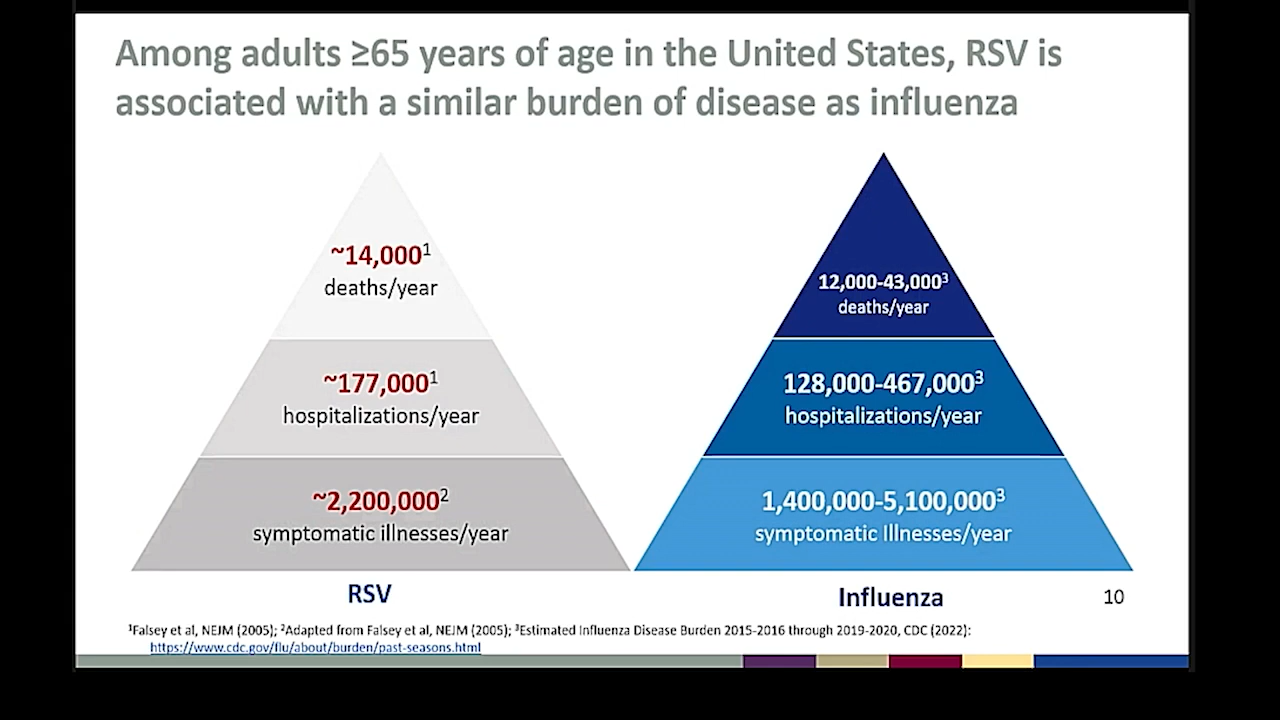 Among adults ≥65 years of age in the United States, RSV is
associated with a similar burden of disease as influenza
~14,000¹
deaths/year
~177,000¹
hospitalizations/year
~2,200,000²
symptomatic illnesses/year
RSV
12,000-43,000³
deaths/year
128,000-467,000³
hospitalizations/year
1,400,000-5,100,000³
symptomatic Illnesses/year
Influenza
10
¹Falsey et al, NEJM (2005); ²Adapted from Falsey et al, NEJM (2005); ³Estimated Influenza Disease Burden 2015-2016 through 2019-2020, CDC (2022):
https://www.cdc.gov/flu/about/burden/past-seasons.html